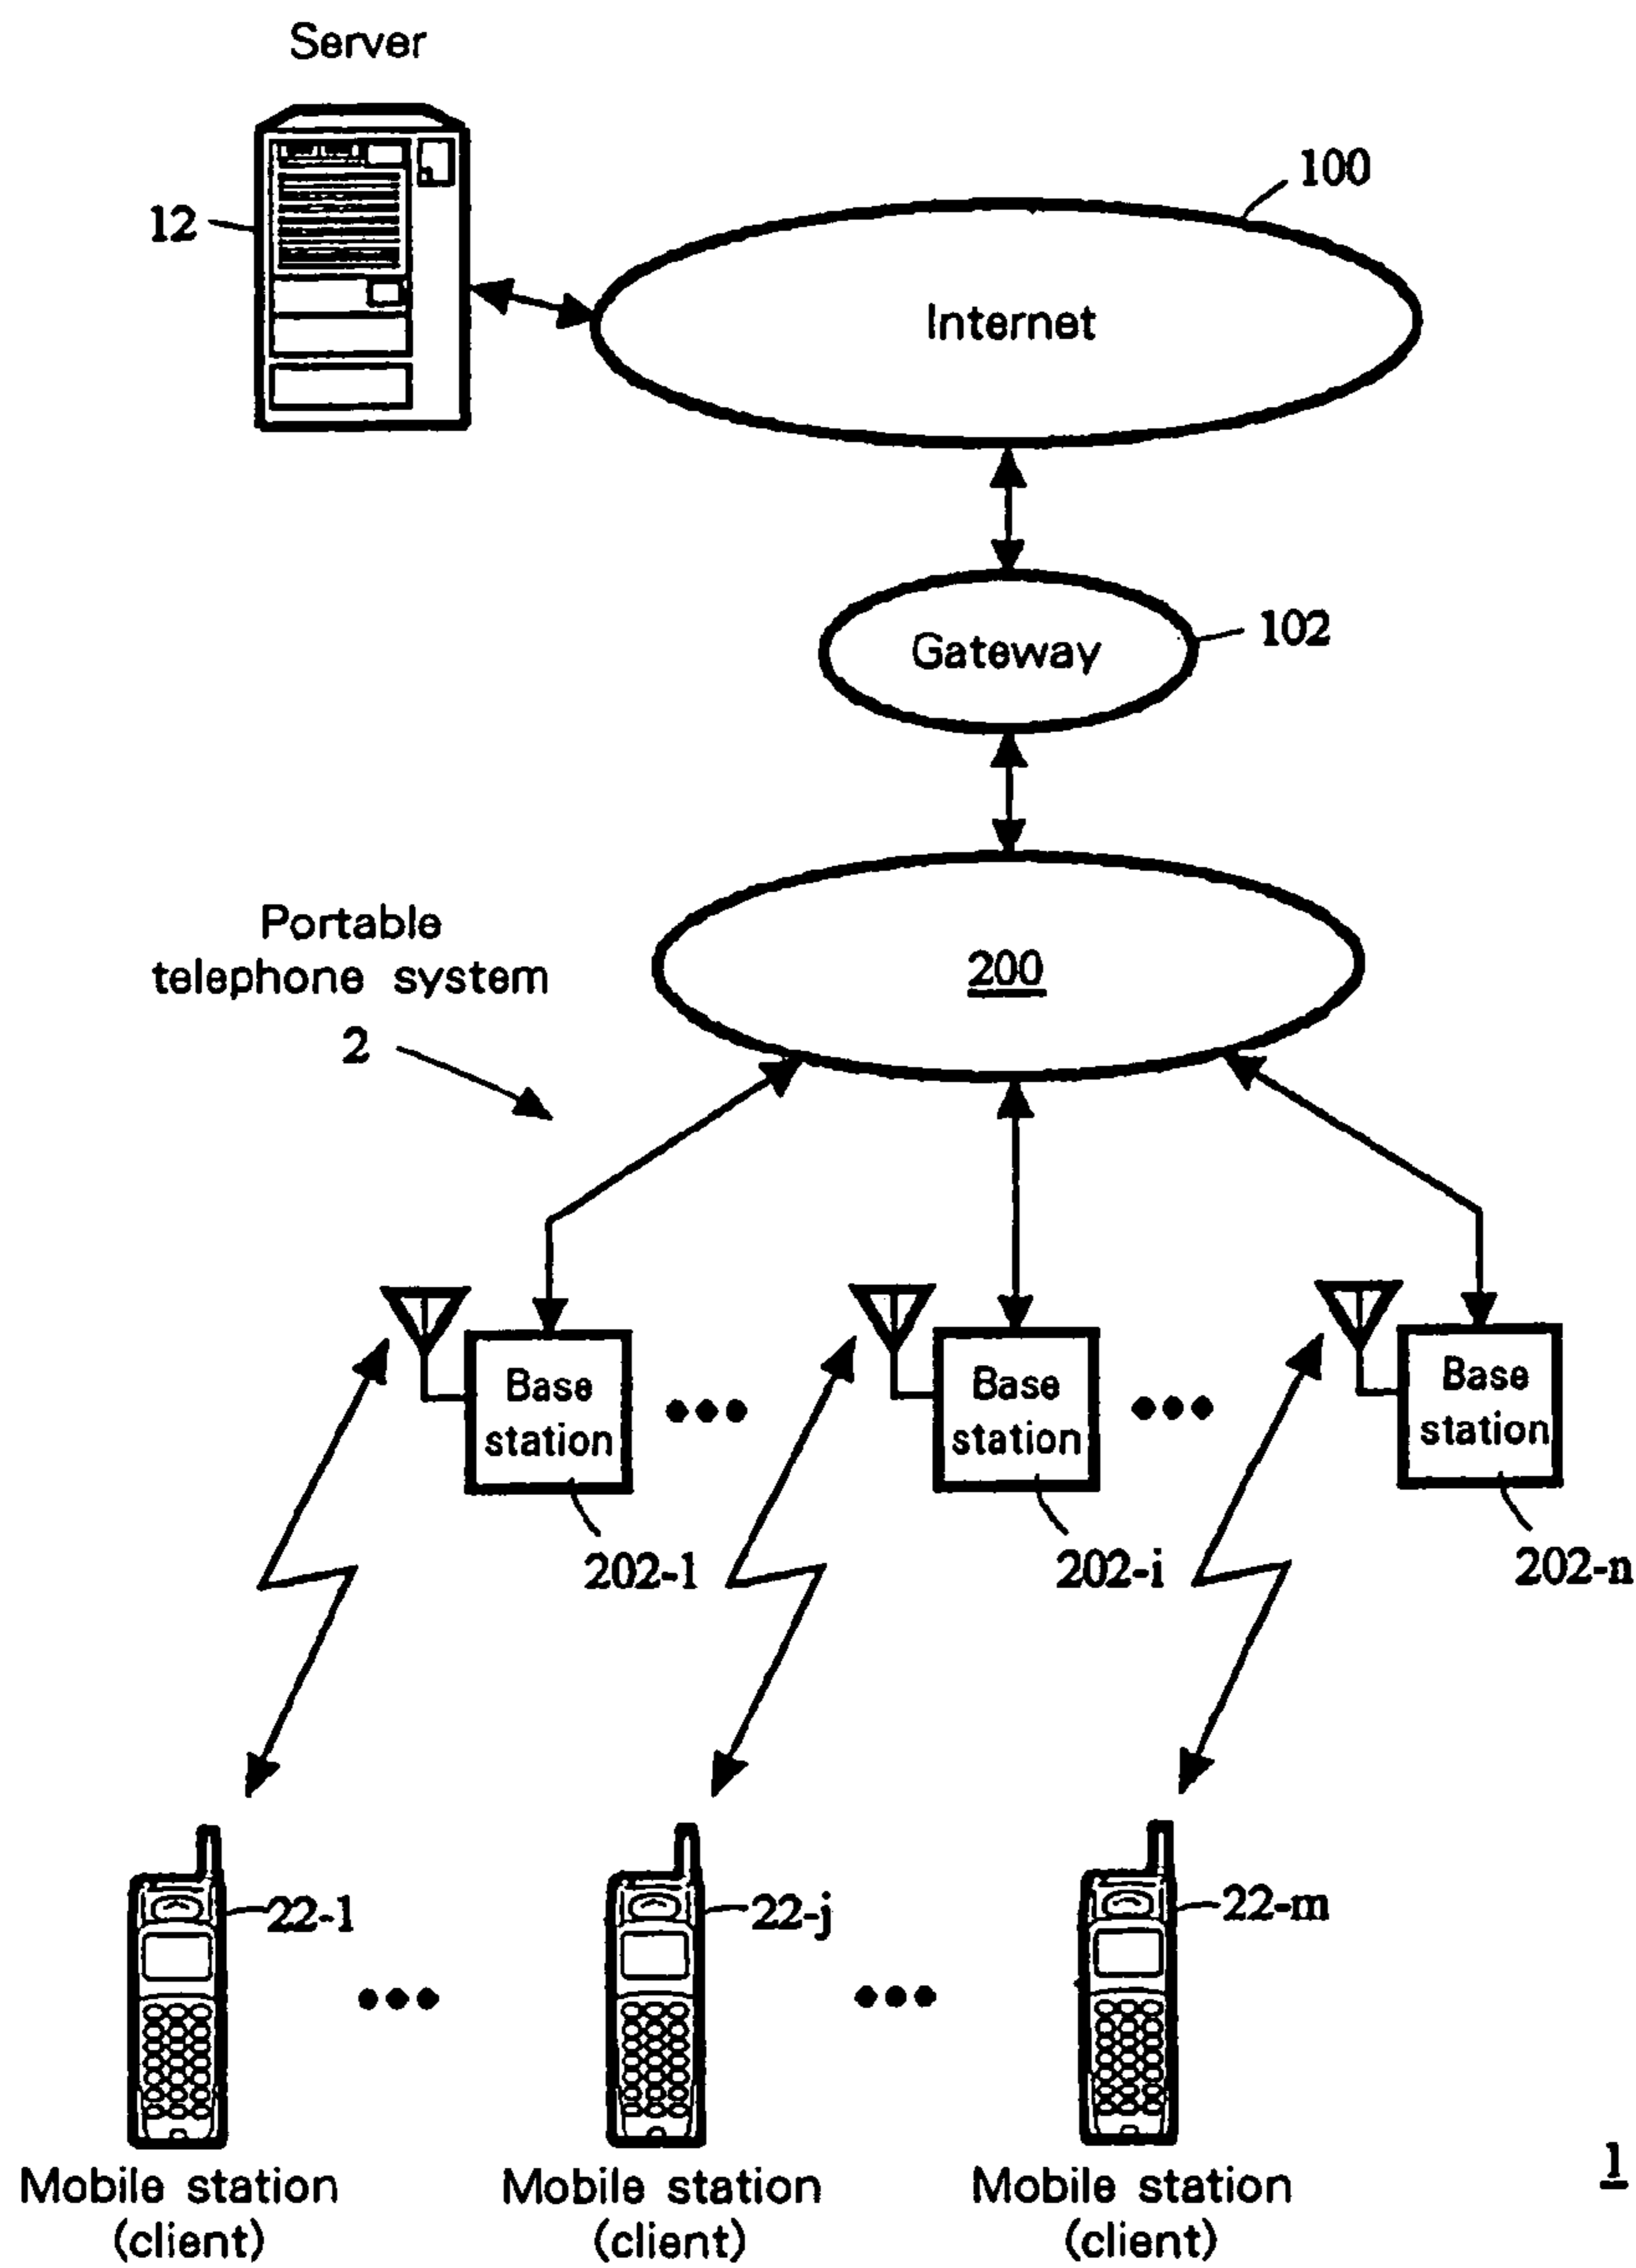 Server
12
100
Internet
Gateway
102
Portable
telephone system
2
200
Base
station
Base
station
Base
station
202-1
202-i
202-n
22-1
22-j
22-m
Mobile station
(client)
Mobile station
(client)
Mobile station
(client)
1